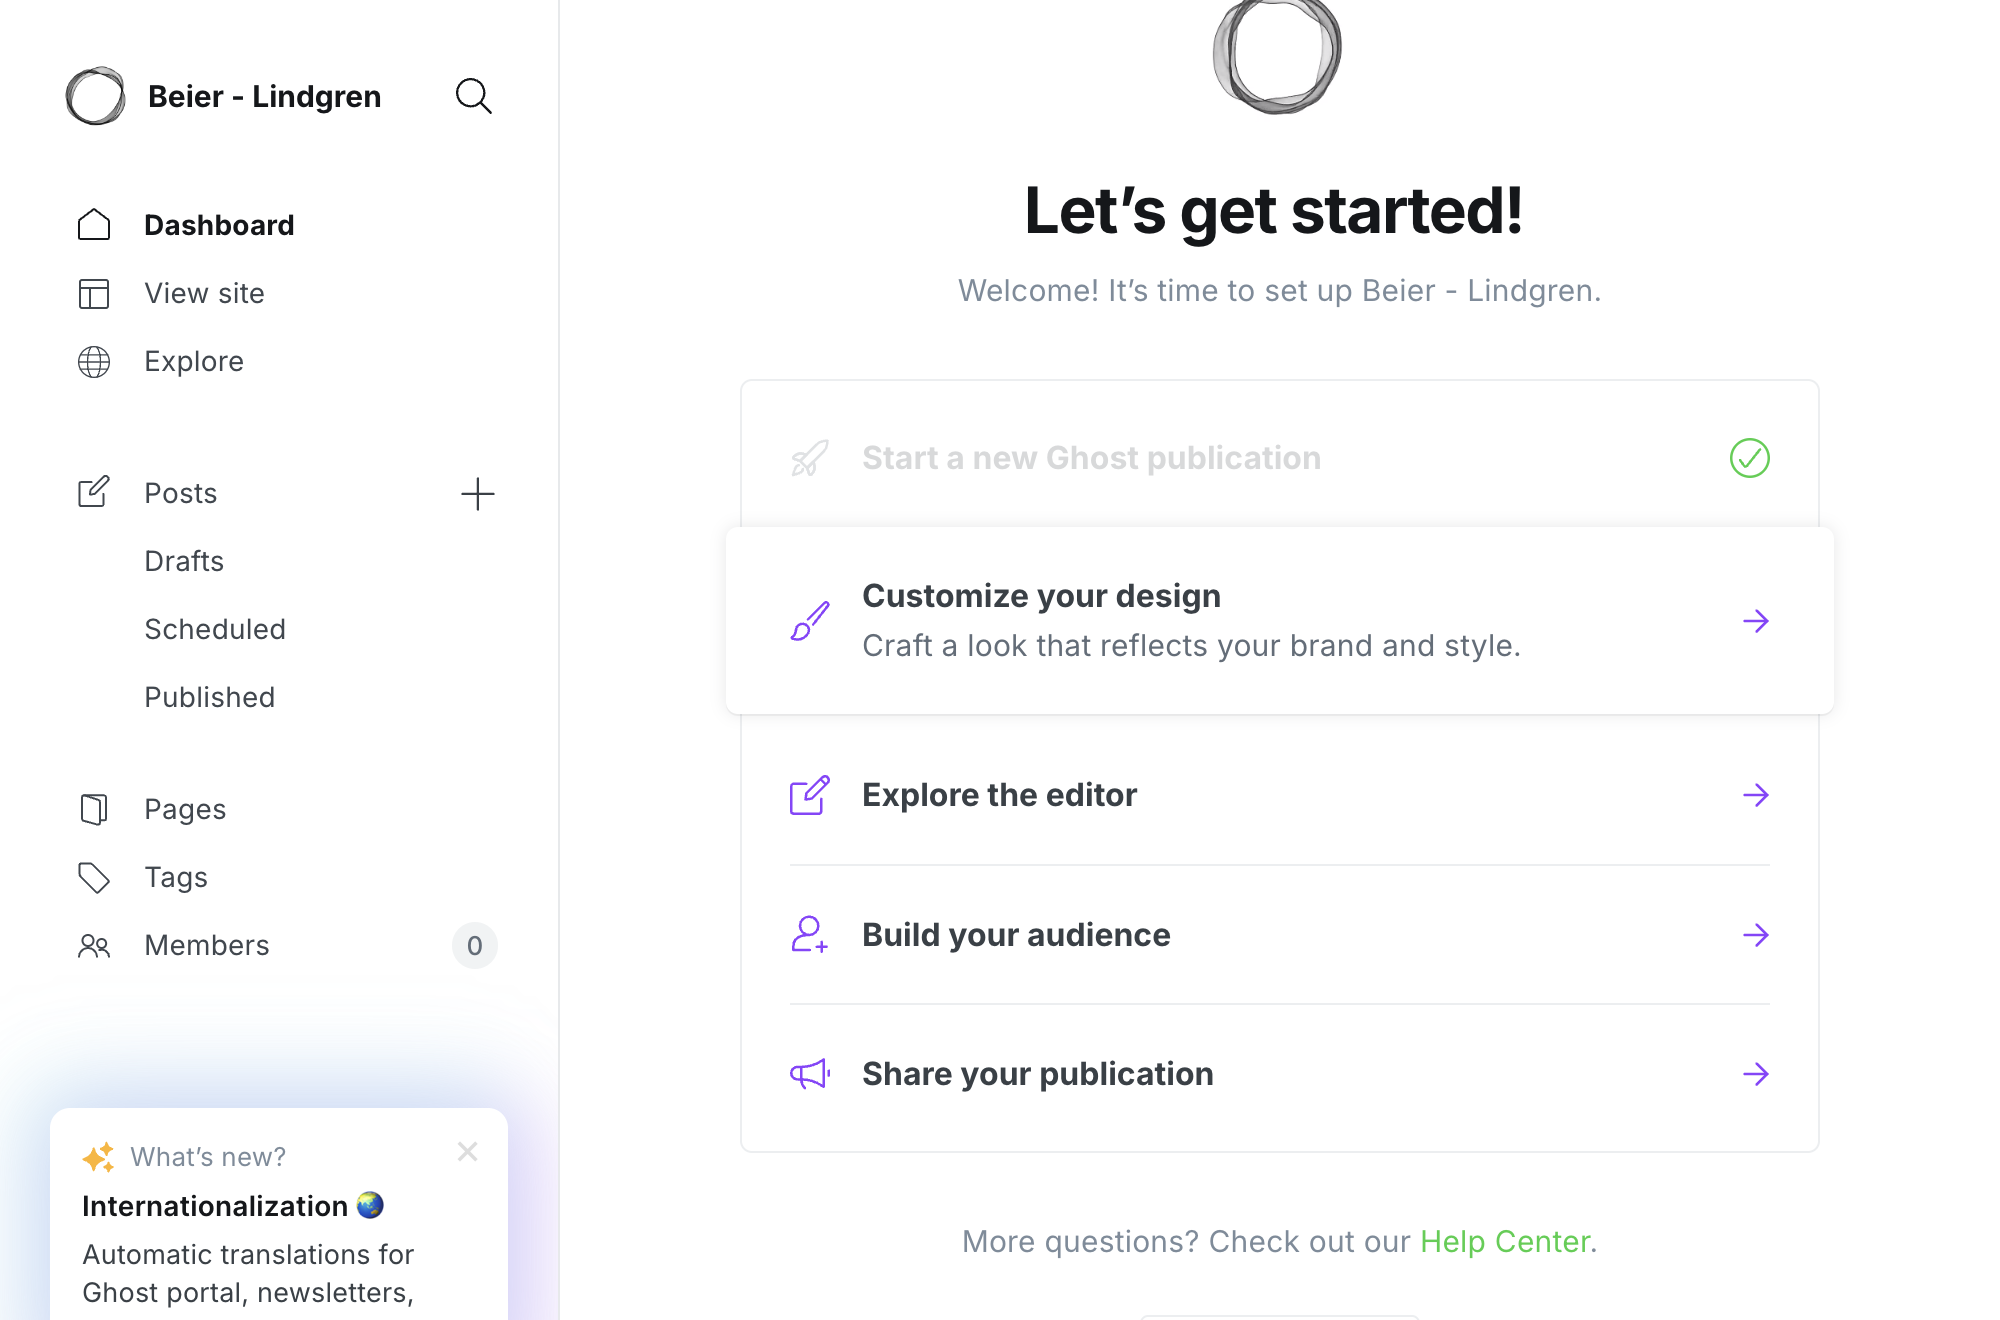 Beier - Lindgren
Dashboard
View site
Explore
Posts
Drafts
Scheduled
Published
Pages
Tags
Members
0
What’s new?
Internationalization 🌏
Automatic translations for
Ghost portal, newsletters,
Let’s get started!
Welcome! It’s time to set up Beier - Lindgren.
Start a new Ghost publication
Customize your design
Craft a look that reflects your brand and style.
Explore the editor
Build your audience
Share your publication
More questions? Check out our Help Center.